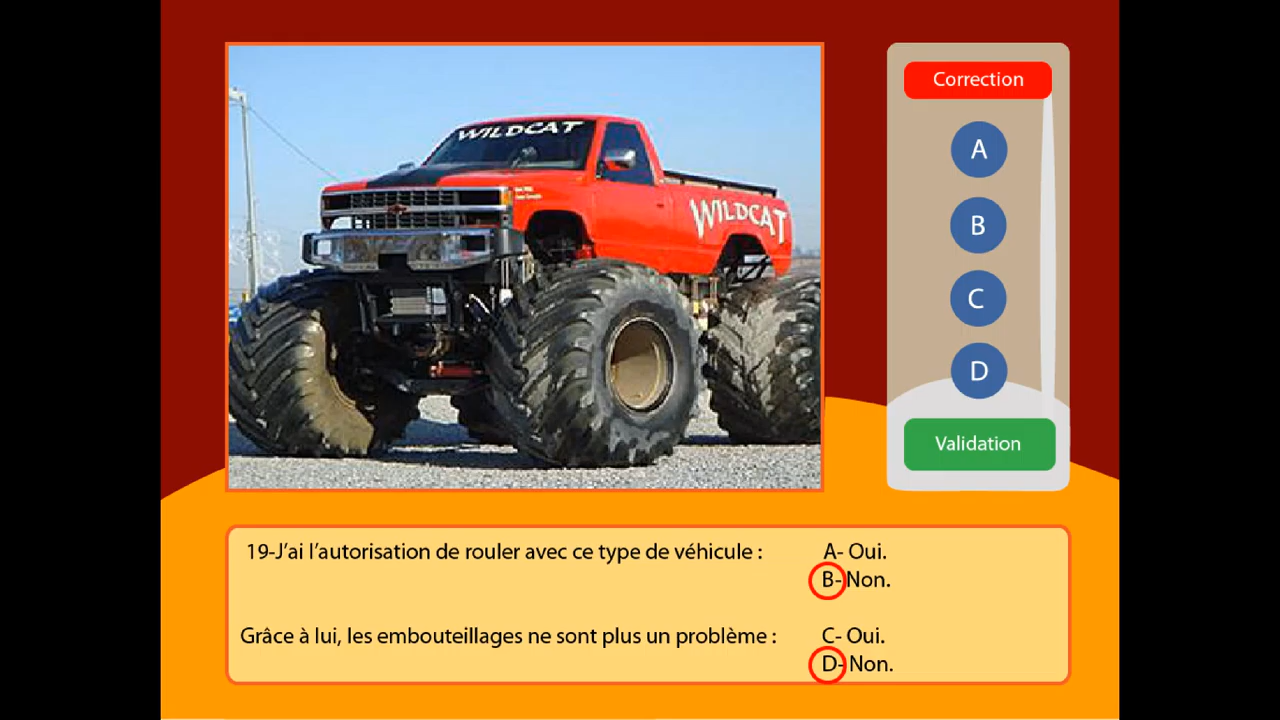 WILDCAT
WILDCAT
Correction
A
B
C
D
Validation
19-J’ai l’autorisation de rouler avec ce type de véhicule : A- Oui.
B- Non.
Grâce à lui, les embouteillages ne sont plus un problème : C- Oui.
D- Non.